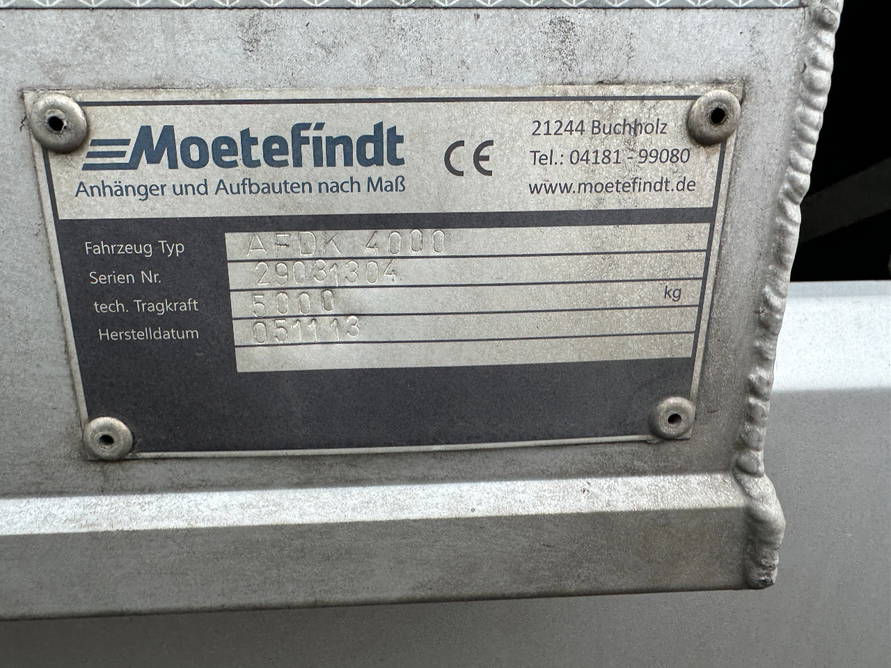 Moetefindt
Anhänger und Aufbauten nach Maß
CE
21244 Buchholz
Tel.: 04181 - 99080
www.moetefindt.de
Fahrzeug Typ AFDK 4000
Serien Nr. 29031304
tech. Tragkraft 5000 kg
Herstelldatum 051113